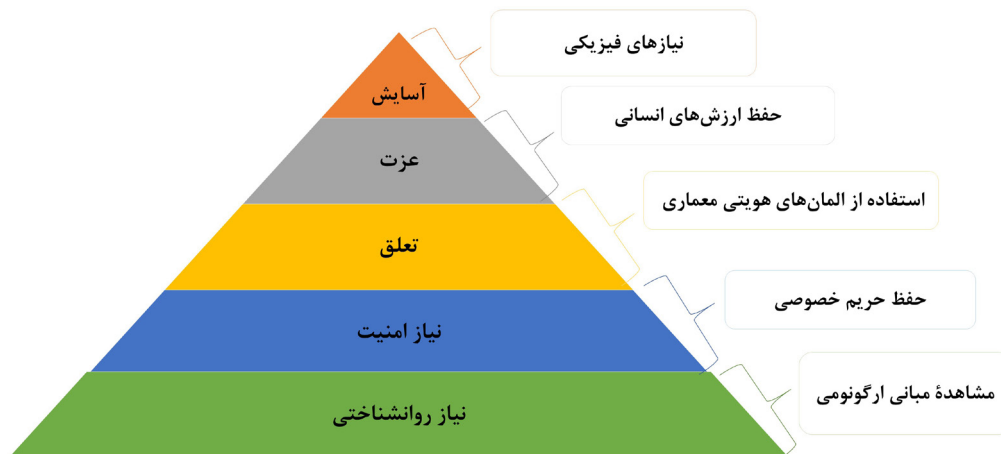 نیازهای فیزیکی
آسایش
حفظ ارزش‌های انسانی
عزت
استفاده از المان‌های هویتی معماری
تعلق
حفظ حریم خصوصی
نیاز امنیت
مشاهدهٔ مبانی ارگونومی
نیاز روانشناختی